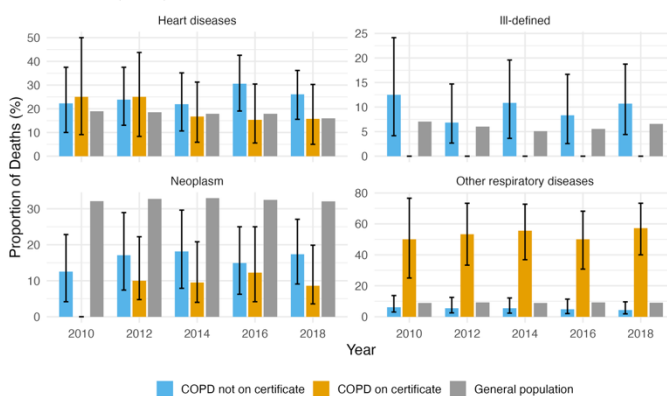 Heart diseases
Ill-defined
50
40
30
20
10
0
25
20
15
10
5
0
Neoplasm
Other respiratory diseases
30
20
10
0
80
60
40
20
0
2010 2012 2014 2016 2018
2010 2012 2014 2016 2018
Proportion of Deaths (%)
Year
COPD not on certificate COPD on certificate General population